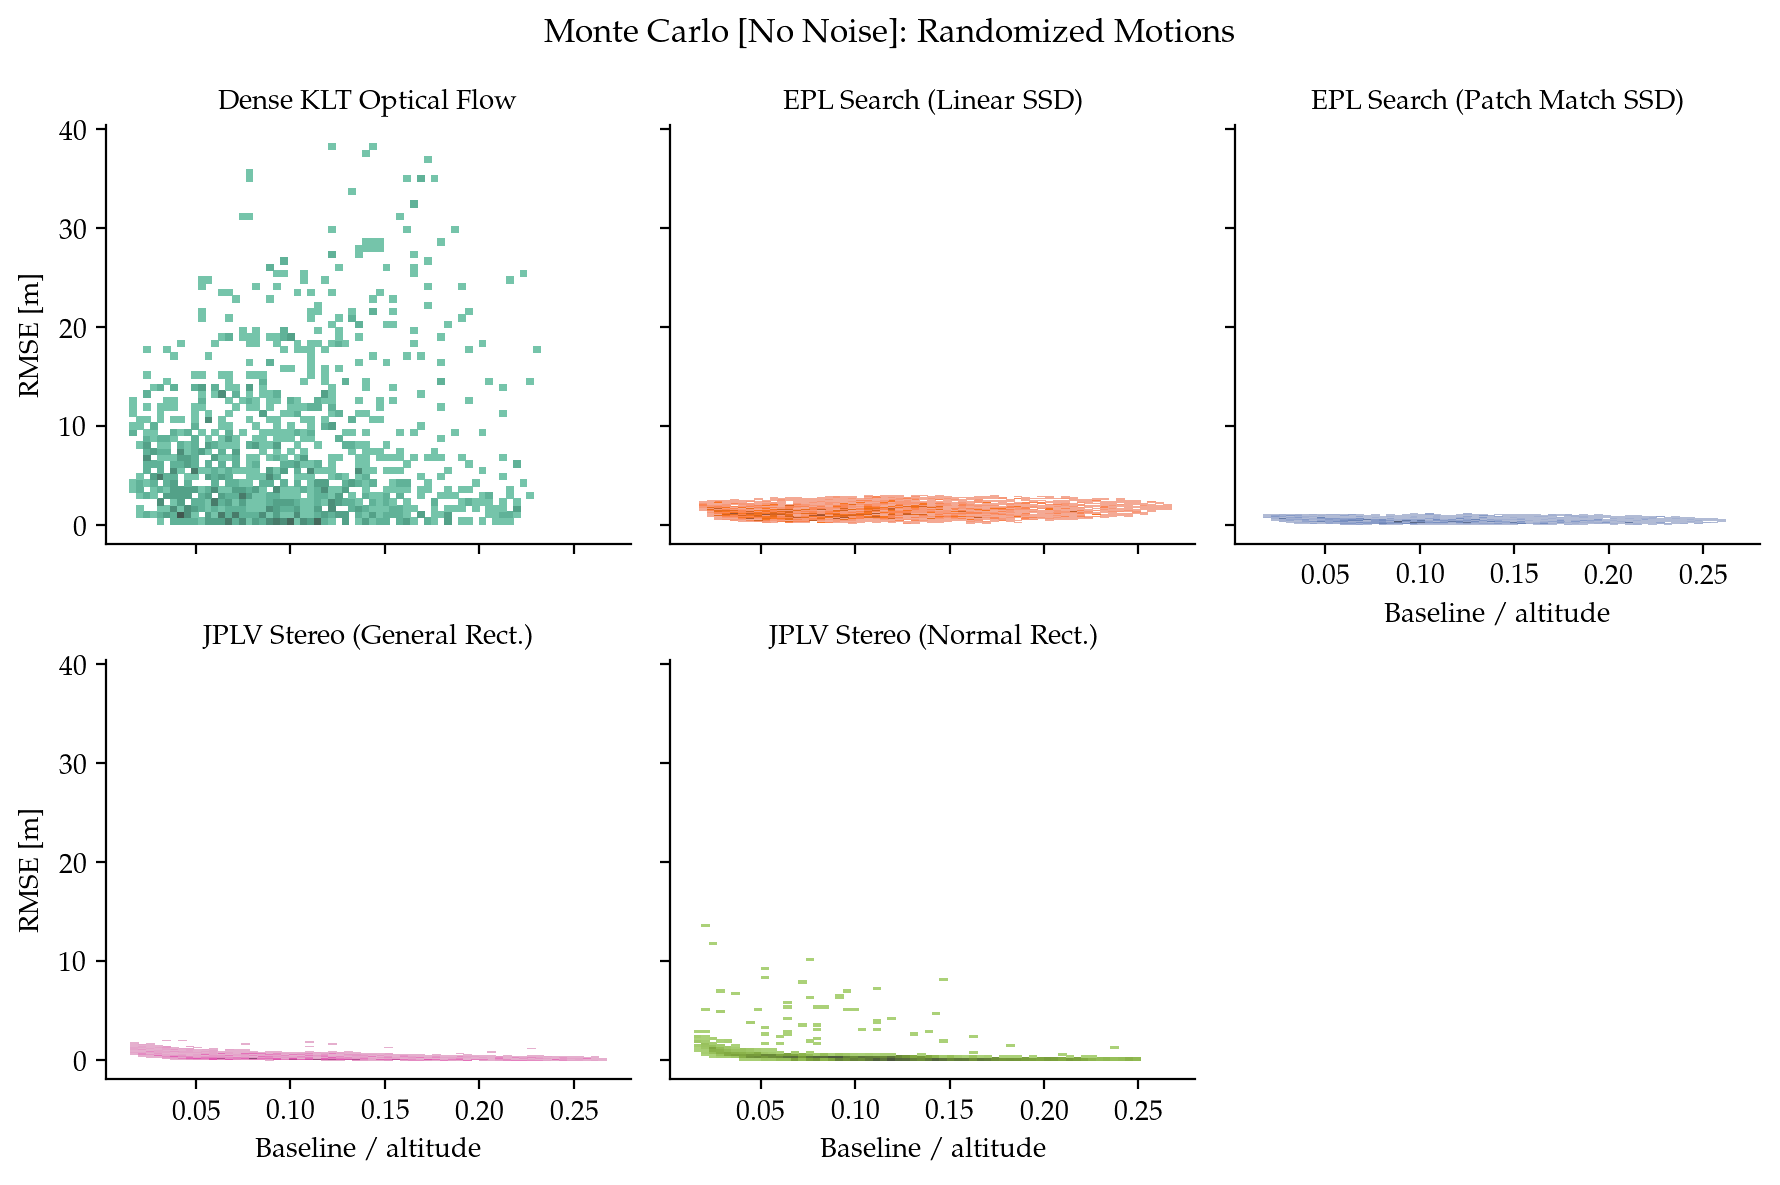 Monte Carlo [No Noise]: Randomized Motions
Dense KLT Optical Flow
EPL Search (Linear SSD)
EPL Search (Patch Match SSD)
40
30
20
10
0
RMSE [m]
0.05 0.10 0.15 0.20 0.25
Baseline / altitude
JPLV Stereo (General Rect.)
JPLV Stereo (Normal Rect.)
40
30
20
10
0
RMSE [m]
0.05 0.10 0.15 0.20 0.25
Baseline / altitude
0.05 0.10 0.15 0.20 0.25
Baseline / altitude